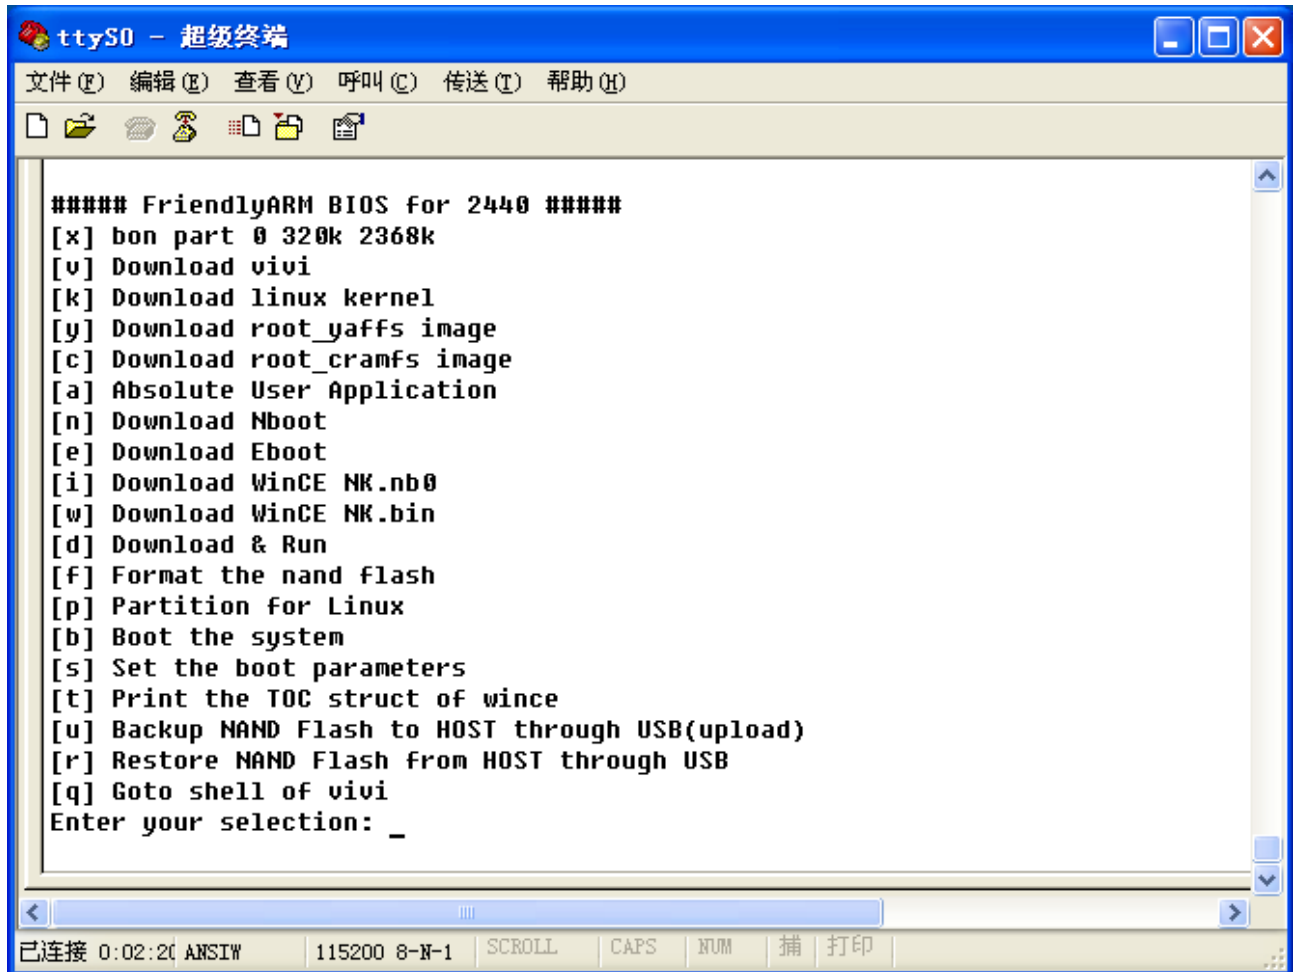 ttyS0 - 超级终端
文件(F) 编辑(E) 查看(V) 呼叫(C) 传送(T) 帮助(H)
##### FriendlyARM BIOS for 2440 #####
[x] bon part 0 320k 2368k
[v] Download vivi
[k] Download linux kernel
[y] Download root_yaffs image
[c] Download root_cramfs image
[a] Absolute User Application
[n] Download Nboot
[e] Download Eboot
[i] Download WinCE NK.nb0
[w] Download WinCE NK.bin
[d] Download & Run
[f] Format the nand flash
[p] Partition for Linux
[b] Boot the system
[s] Set the boot parameters
[t] Print the TOC struct of wince
[u] Backup NAND Flash to HOST through USB(upload)
[r] Restore NAND Flash from HOST through USB
[q] Goto shell of vivi
Enter your selection: _
已连接 0:02:20 ANSIW 115200 8-N-1 SCROLL CAPS NUM 捕 打印